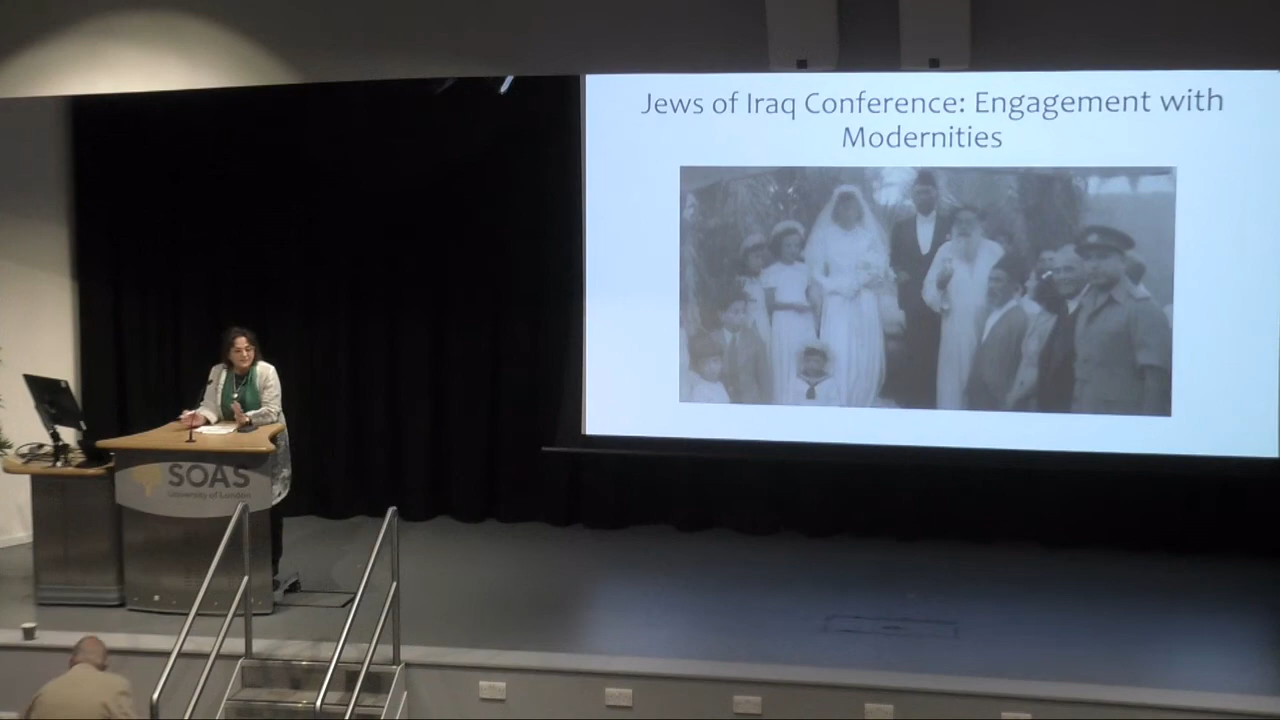 Jews of Iraq Conference: Engagement with
Modernities
SOAS
University of London